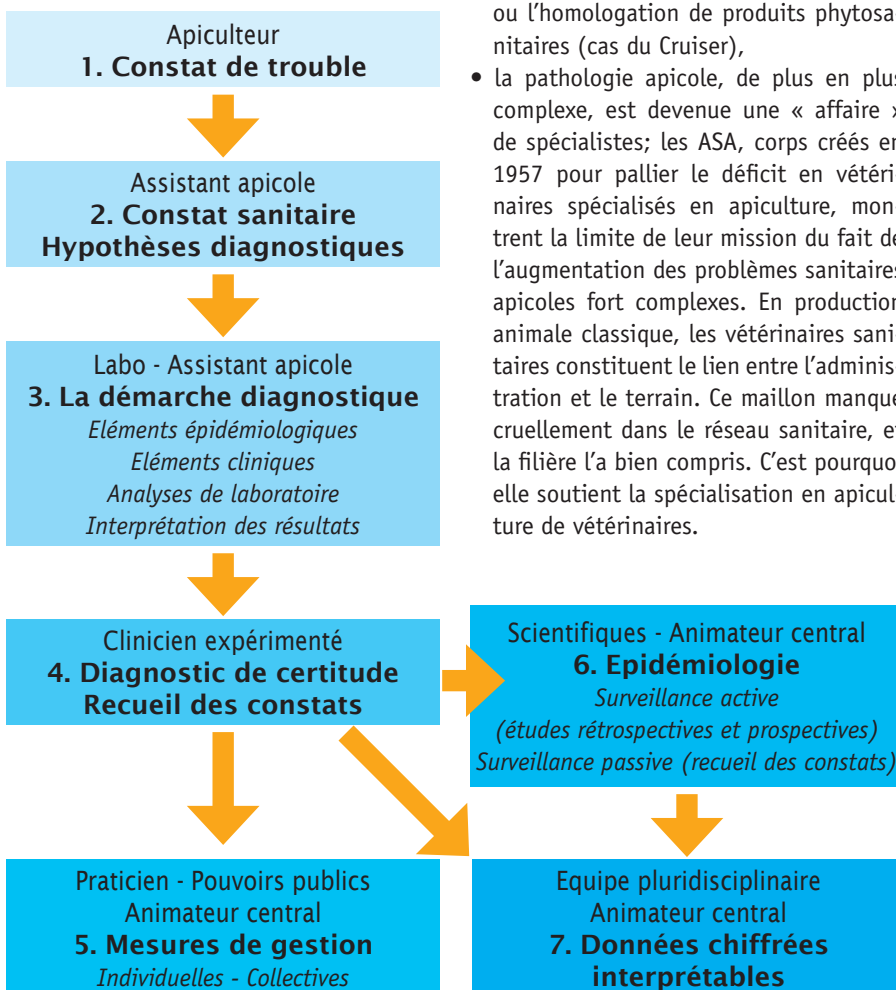 Apiculteur
1. Constat de trouble
Assistant apicole
2. Constat sanitaire
Hypothèses diagnostiques
Labo - Assistant apicole
3. La démarche diagnostique
Eléments épidémiologiques
Eléments cliniques
Analyses de laboratoire
Interprétation des résultats
Clinicien expérimenté
4. Diagnostic de certitude
Recueil des constats
Praticien - Pouvoirs publics
Animateur central
5. Mesures de gestion
Individuelles - Collectives
Scientifiques - Animateur central
6. Epidémiologie
Surveillance active
(études rétrospectives et prospectives)
Surveillance passive (recueil des constats)
Equipe pluridisciplinaire
Animateur central
7. Données chiffrées
interprétables
ou l’homologation de produits phytosa-
nitaires (cas du Cruiser),
• la pathologie apicole, de plus en plus
complexe, est devenue une « affaire »
de spécialistes; les ASA, corps créés en
1957 pour pallier le déficit en vétéri-
naires spécialisés en apiculture, mon-
trent la limite de leur mission du fait de
l’augmentation des problèmes sanitaires
apicoles fort complexes. En production
animale classique, les vétérinaires sani-
taires constituent le lien entre l’adminis-
tration et le terrain. Ce maillon manque
cruellement dans le réseau sanitaire, et
la filière l’a bien compris. C’est pourquoi
elle soutient la spécialisation en apicul-
ture de vétérinaires.